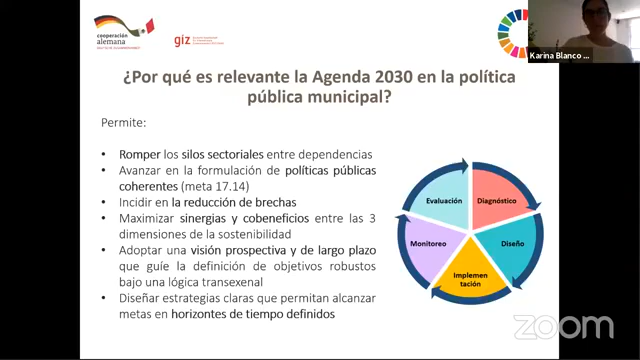 cooperación
alemana
giz
Karina Blanco ...
¿Por qué es relevante la Agenda 2030 en la política
pública municipal?
Permite:
• Romper los silos sectoriales entre dependencias
• Avanzar en la formulación de políticas públicas
coherentes (meta 17.14)
• Incidir en la reducción de brechas
• Maximizar sinergias y cobeneficios entre las 3
dimensiones de la sostenibilidad
• Adoptar una visión prospectiva y de largo plazo
que guíe la definición de objetivos robustos
bajo una lógica transexenal
• Diseñar estrategias claras que permitan alcanzar
metas en horizontes de tiempo definidos
Evaluación
Diagnóstico
Monitoreo
Diseño
Implemen
tación
zoom